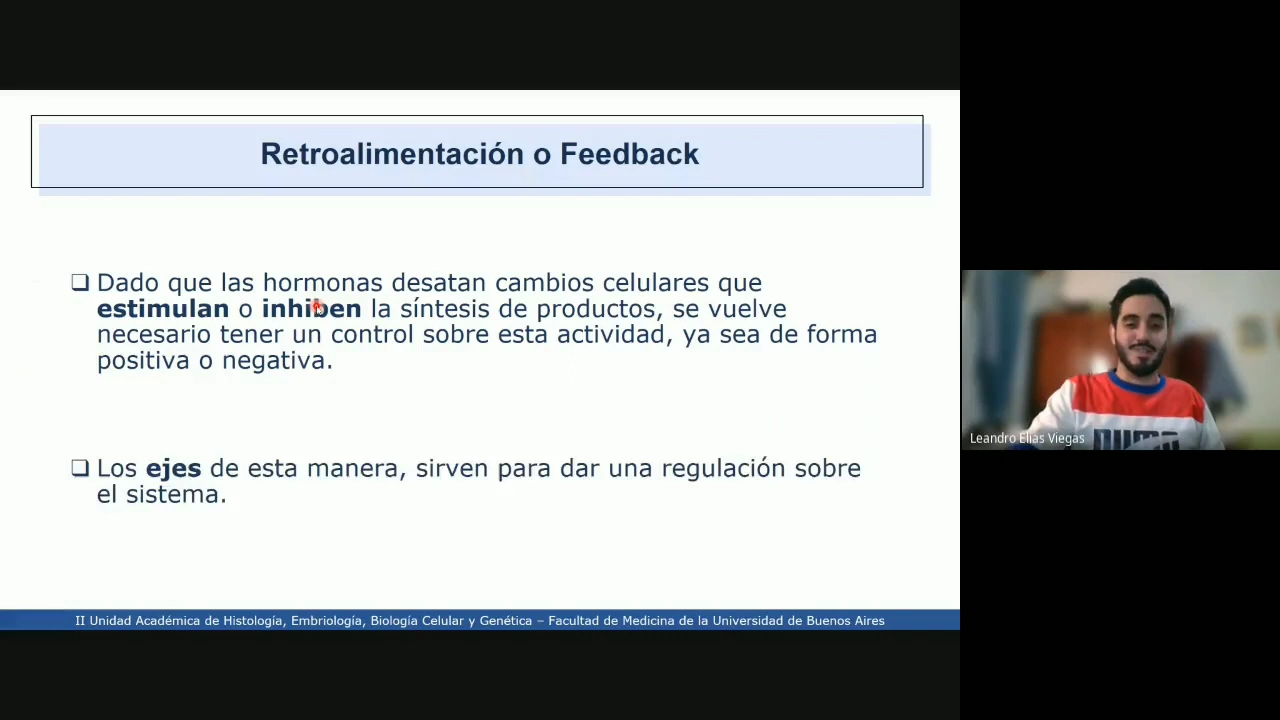 Retroalimentación o Feedback
❑ Dado que las hormonas desatan cambios celulares que
estimulan o inhiben la síntesis de productos, se vuelve
necesario tener un control sobre esta actividad, ya sea de forma
positiva o negativa.
❑ Los ejes de esta manera, sirven para dar una regulación sobre
el sistema.
II Unidad Académica de Histología, Embriología, Biología Celular y Genética – Facultad de Medicina de la Universidad de Buenos Aires
PUMA
Leandro Elias Viegas